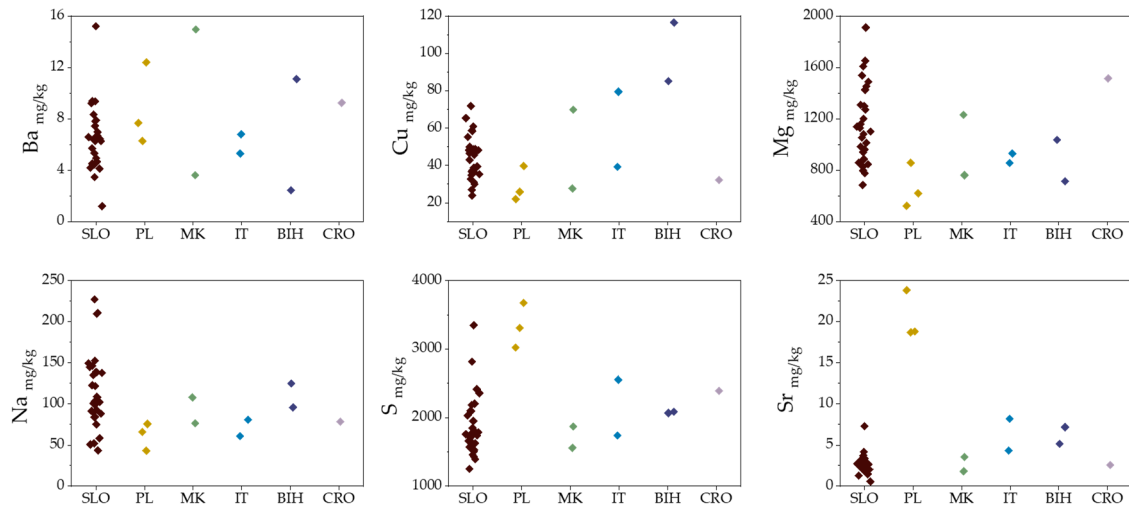 Ba mg/kg
16
12
8
4
0
SLO PL MK IT BIH CRO
Cu mg/kg
120
100
80
60
40
20
SLO PL MK IT BIH CRO
Mg mg/kg
2000
1600
1200
800
400
SLO PL MK IT BIH CRO
Na mg/kg
250
200
150
100
50
0
SLO PL MK IT BIH CRO
S mg/kg
4000
3000
2000
1000
SLO PL MK IT BIH CRO
Sr mg/kg
25
20
15
10
5
0
SLO PL MK IT BIH CRO